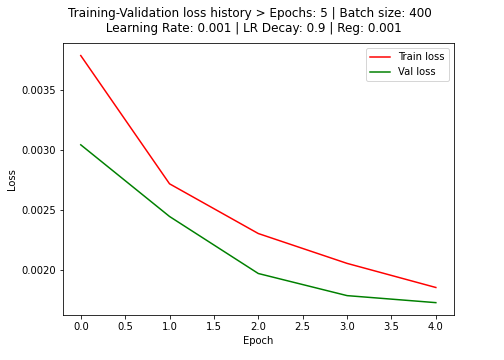 Training-Validation loss history > Epochs: 5 | Batch size: 400
Learning Rate: 0.001 | LR Decay: 0.9 | Reg: 0.001
Train loss
Val loss
0.0035
0.0030
0.0025
0.0020
Loss
0.0 0.5 1.0 1.5 2.0 2.5 3.0 3.5 4.0
Epoch